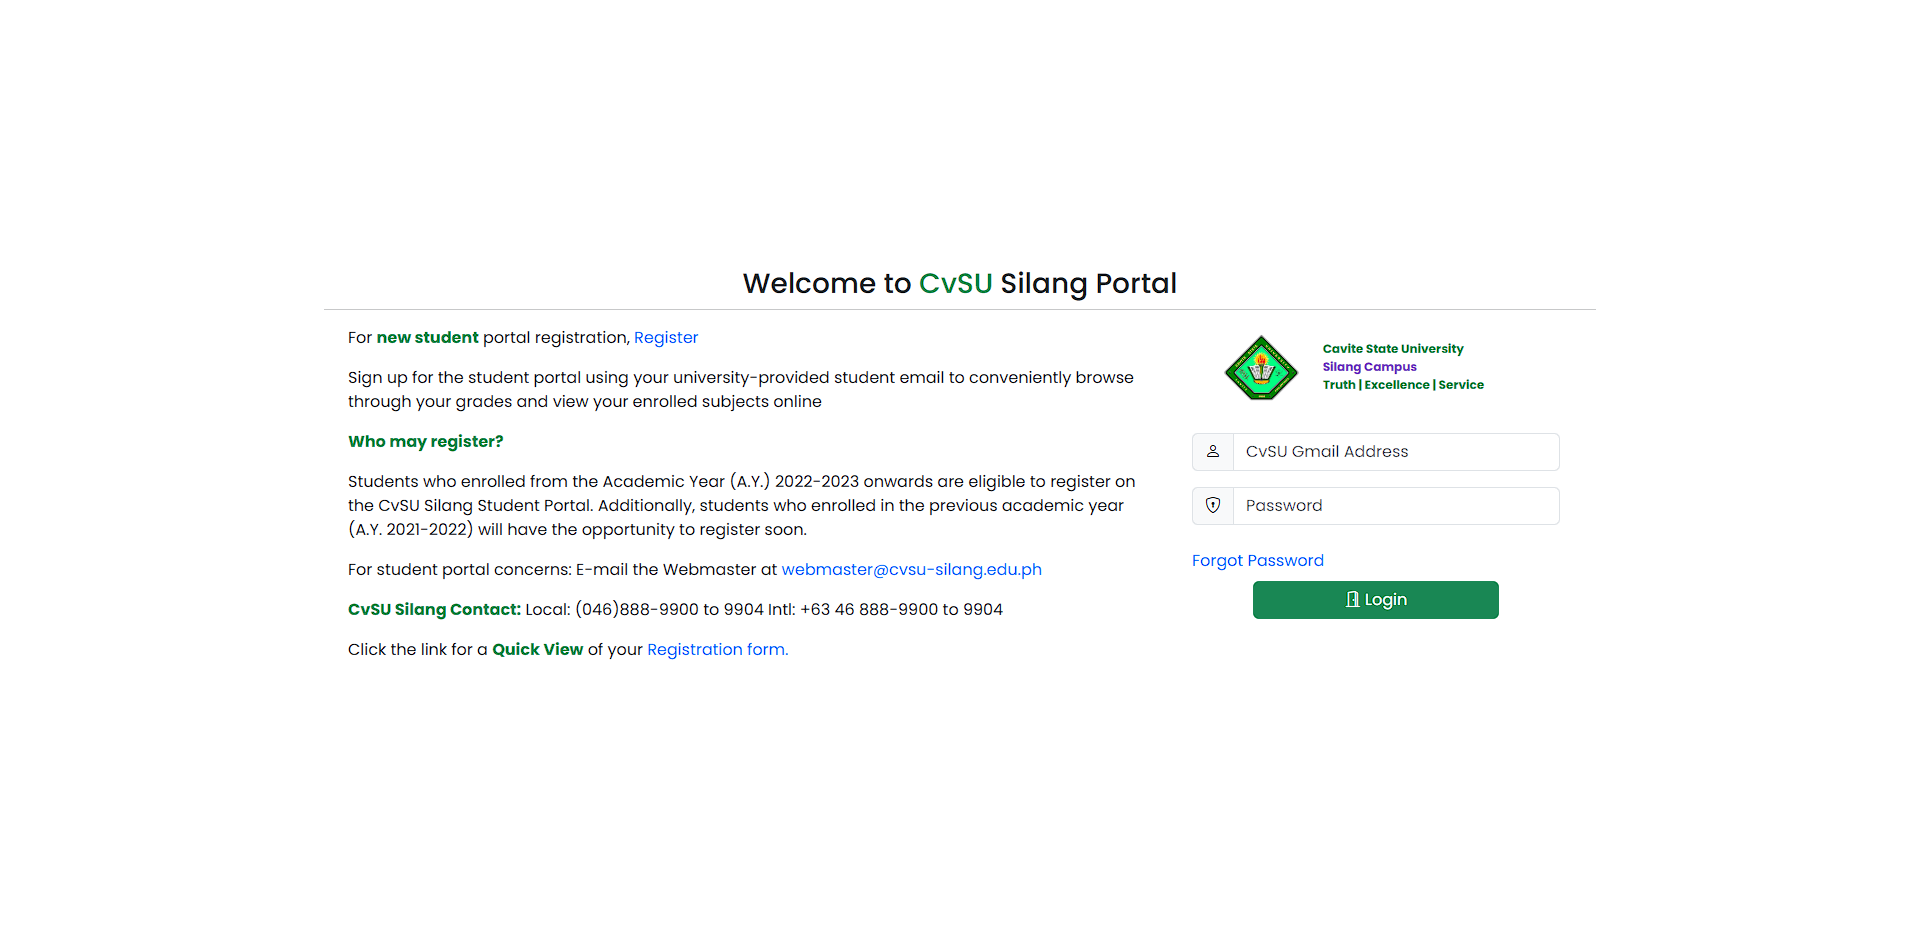 Welcome to CvSU Silang Portal
For new student portal registration, Register
Sign up for the student portal using your university-provided student email to conveniently browse
through your grades and view your enrolled subjects online
Who may register?
Students who enrolled from the Academic Year (A.Y.) 2022-2023 onwards are eligible to register on
the CvSU Silang Student Portal. Additionally, students who enrolled in the previous academic year
(A.Y. 2021-2022) will have the opportunity to register soon.
For student portal concerns: E-mail the Webmaster at webmaster@cvsu-silang.edu.ph
CvSU Silang Contact: Local: (046)888-9900 to 9904 Intl: +63 46 888-9900 to 9904
Click the link for a Quick View of your Registration form.
Cavite State University
Silang Campus
Truth | Excellence | Service
CvSU Gmail Address
Password
Forgot Password
Login